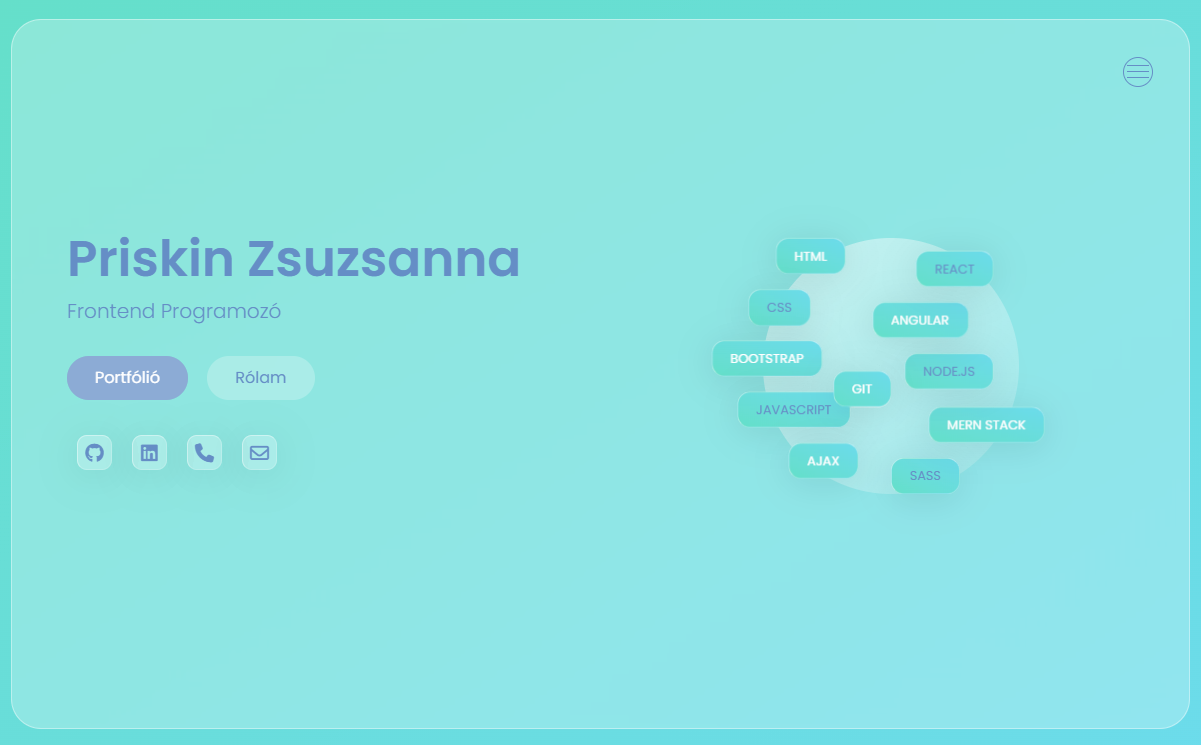 Priskin Zsuzsanna
Frontend Programozó
Portfólió
Rólam
HTML
REACT
CSS
ANGULAR
BOOTSTRAP
NODE.JS
GIT
JAVASCRIPT
MERN STACK
AJAX
SASS